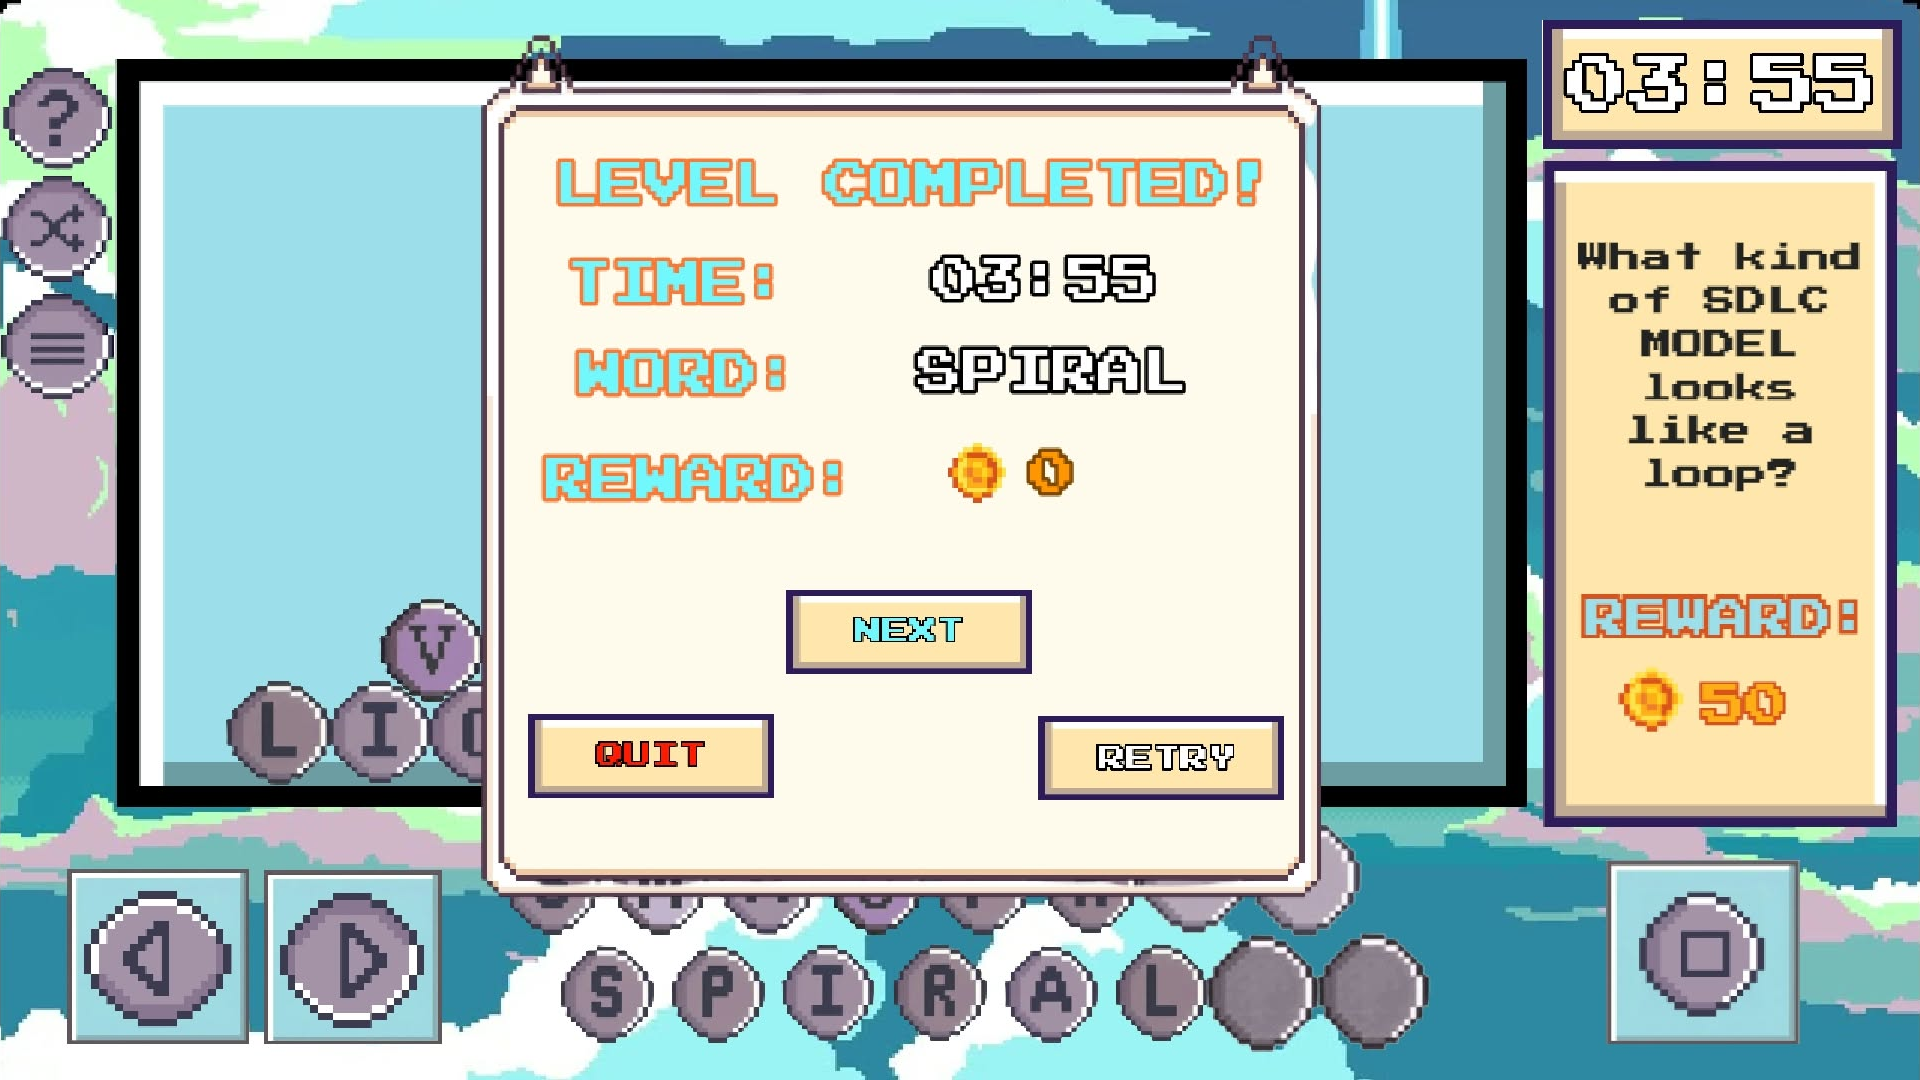 LEVEL COMPLETED!
TIME: 03:55
WORD: SPIRAL
REWARD: 0
NEXT
QUIT
RETRY
03:55
What kind
of SDLC
MODEL
looks
like a
loop?
REWARD:
50
?
V
L I
S P I R A L